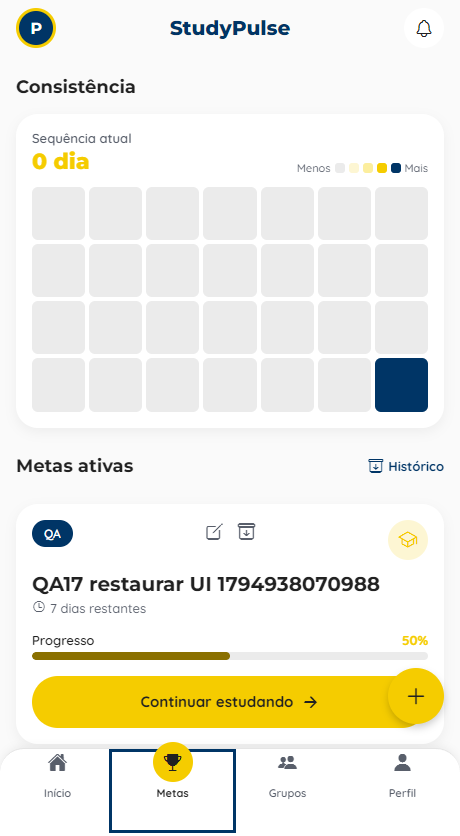 P
StudyPulse
Consistência
Sequência atual
0 dia
Menos Mais
Metas ativas
Histórico
QA
QA17 restaurar UI 1794938070988
7 dias restantes
Progresso 50%
Continuar estudando →
+
Início Metas Grupos Perfil